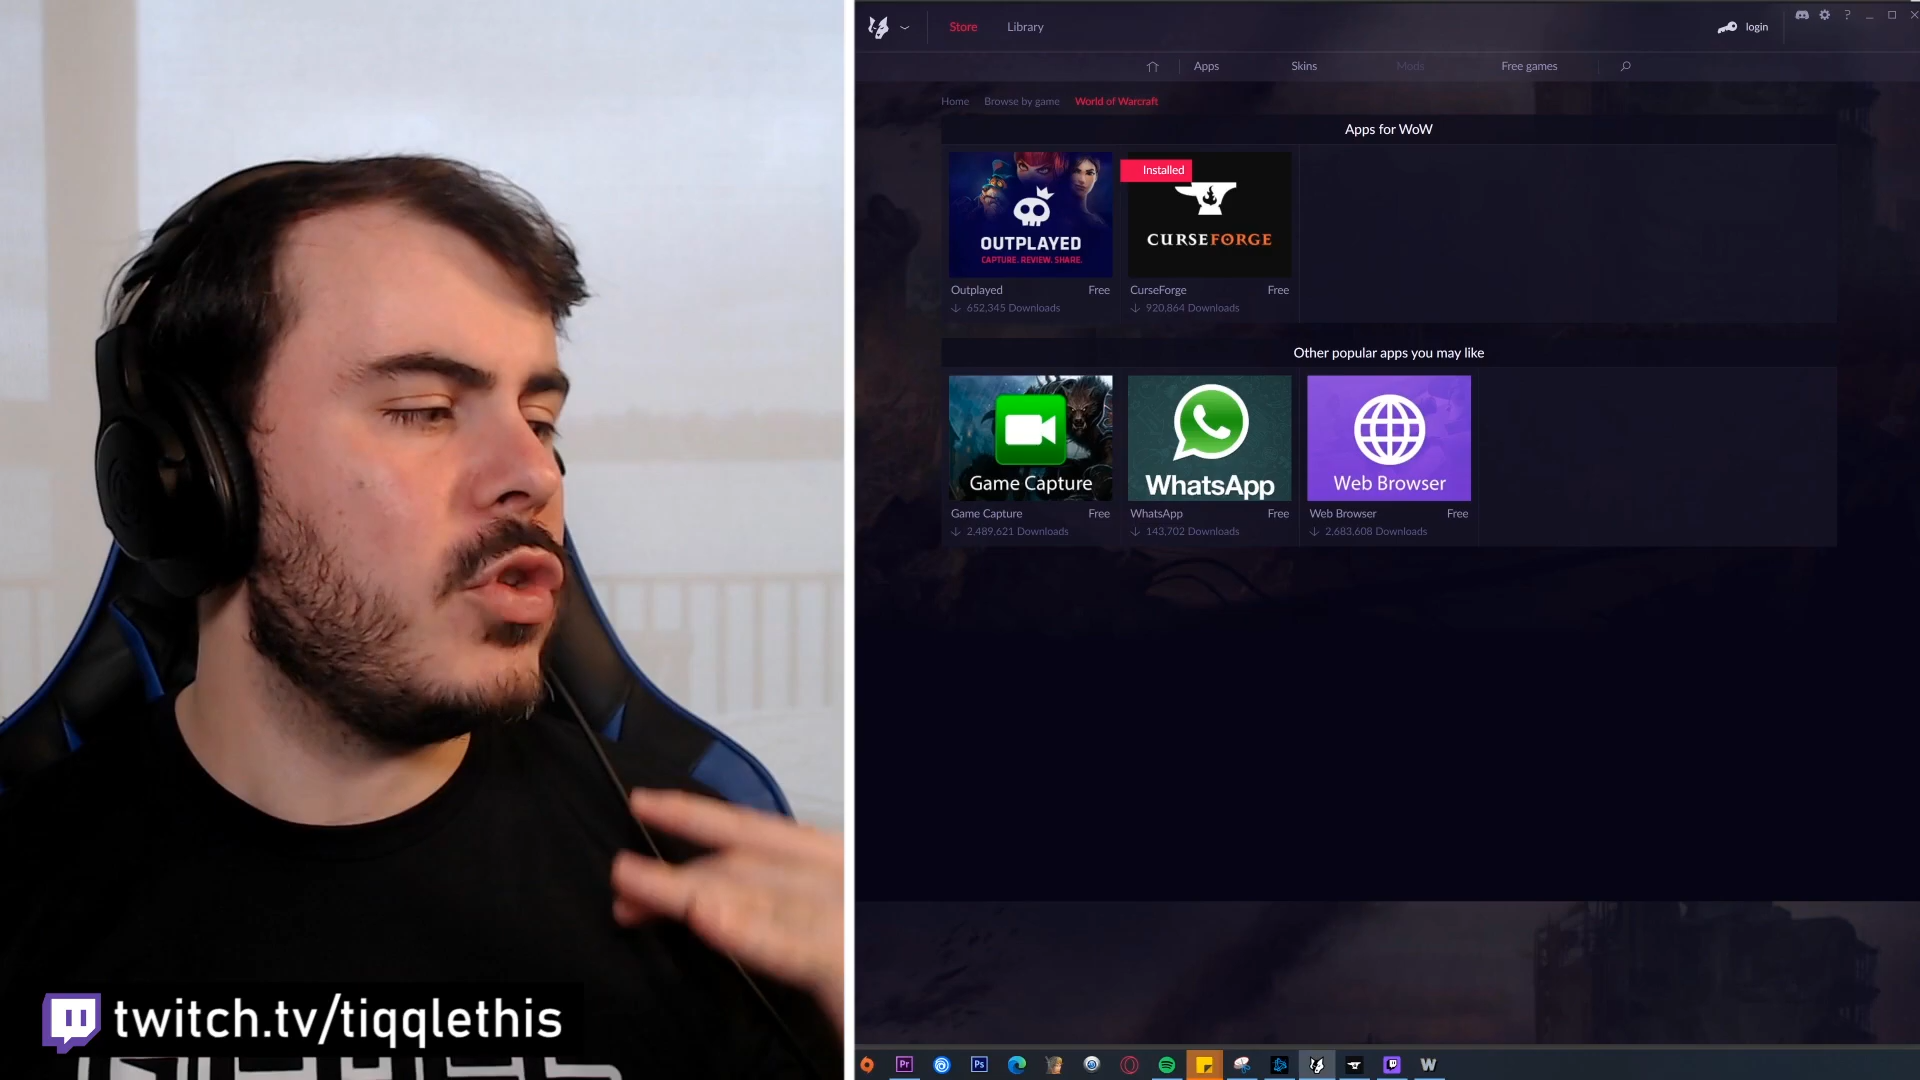 Store
Library
login
Apps
Skins
Mods
Free games
Home
Browse by game
World of Warcraft
Apps for WoW
Installed
OUTPLAYED
CAPTURE. REVIEW. SHARE.
CURSEFORGE
Outplayed
Free
CurseForge
Free
652,345 Downloads
920,864 Downloads
Other popular apps you may like
Game Capture
WhatsApp
Web Browser
Game Capture
Free
WhatsApp
Free
Web Browser
Free
2,489,621 Downloads
143,702 Downloads
2,683,608 Downloads
twitch.tv/tiqqlethis
Pr
Ps
W